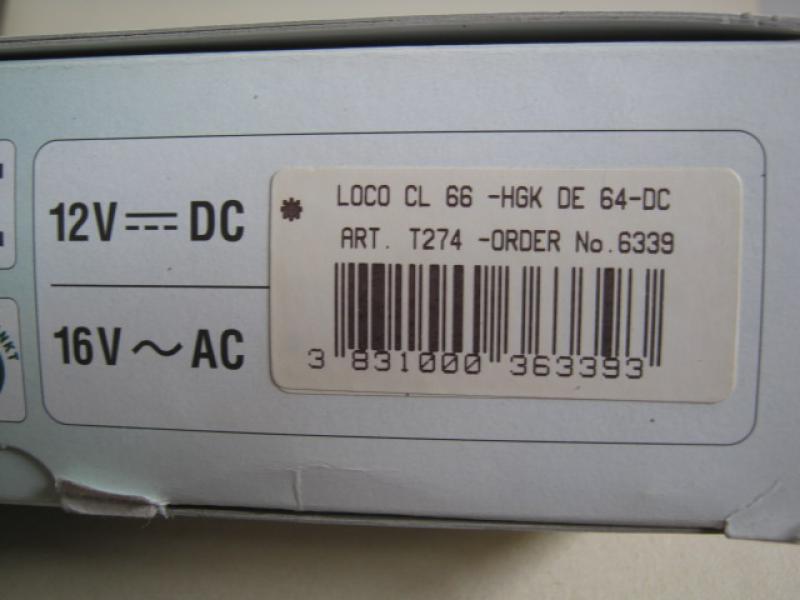 12V ⎓ DC
16V ~ AC
LOCO CL 66 -HGK DE 64-DC
ART. T274 -ORDER No.6339
3 831000 363393